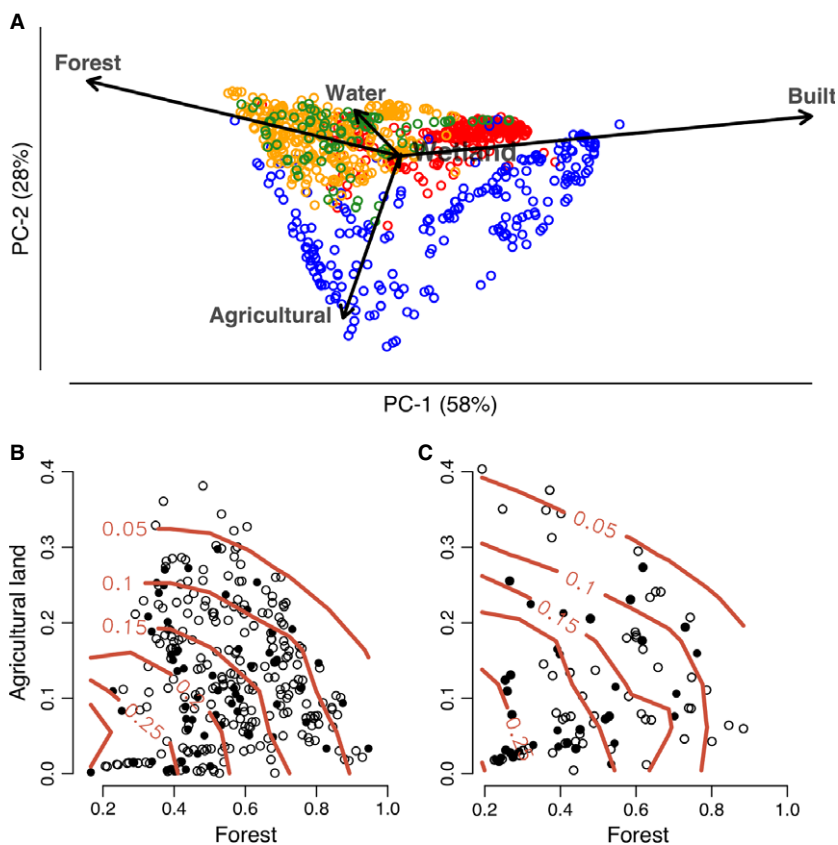 A
Forest
Water
Built
Wetland
Agricultural
PC-2 (28%)
PC-1 (58%)
B
C
0.4
0.3
0.2
0.1
0.0
Agricultural land
0.05
0.1
0.15
0.25
0.2 0.4 0.6 0.8 1.0
Forest
0.4
0.3
0.2
0.1
0.0
0.05
0.1
0.15
0.2 0.4 0.6 0.8 1.0
Forest